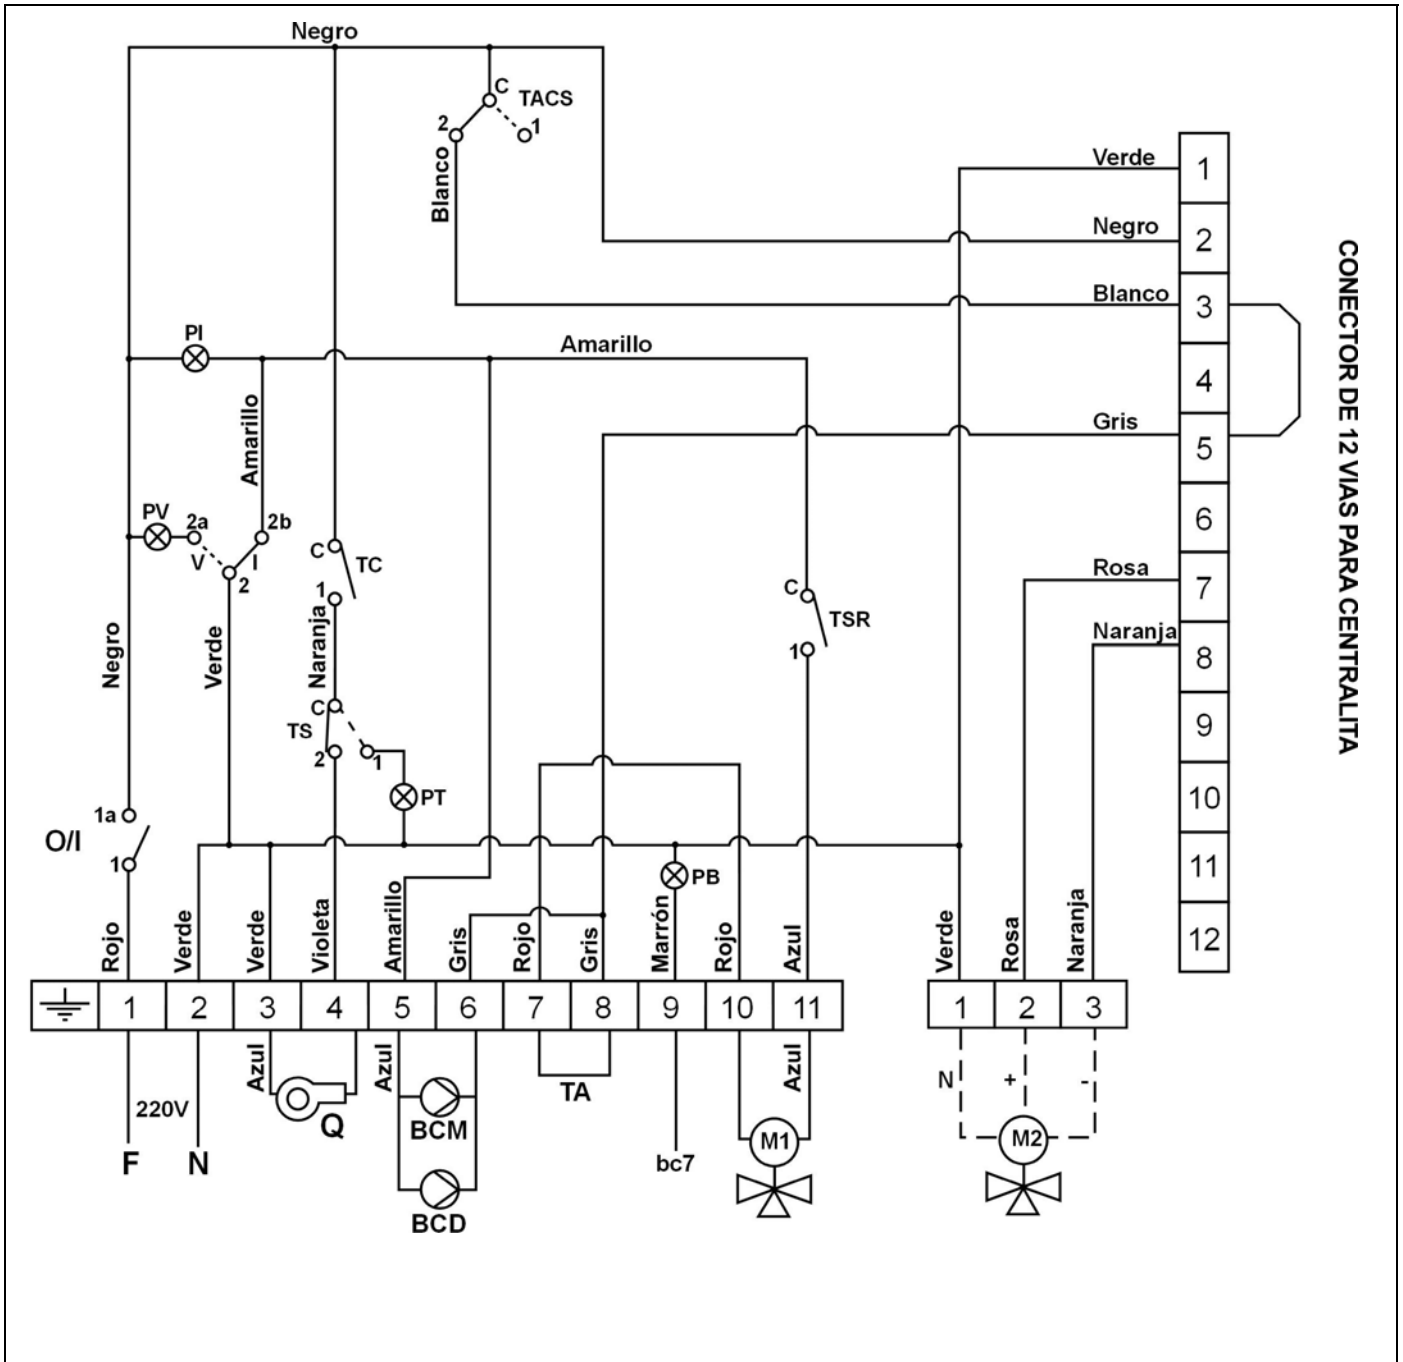 Negro
C
TACS
2
1
Blanco
Verde
1
Negro
2
Blanco
3
4
Gris
5
6
Rosa
7
Naranja
8
9
10
11
12
CONECTOR DE 12 VIAS PARA CENTRALITA
PI
Amarillo
Amarillo
PV
2a
2b
V
I
2
C
TC
1
C
TSR
1
Negro
Verde
Naranja
C
TS
2
1
PT
1a
O/I
1
PB
Rojo
Verde
Verde
Violeta
Amarillo
Gris
Rojo
Gris
Marrón
Rojo
Azul
Verde
Rosa
Naranja
1
2
3
4
5
6
7
8
9
10
11
1
2
3
Azul
Azul
Azul
220V
F
N
Q
BCM
BCD
TA
bc7
M1
N
+
-
M2